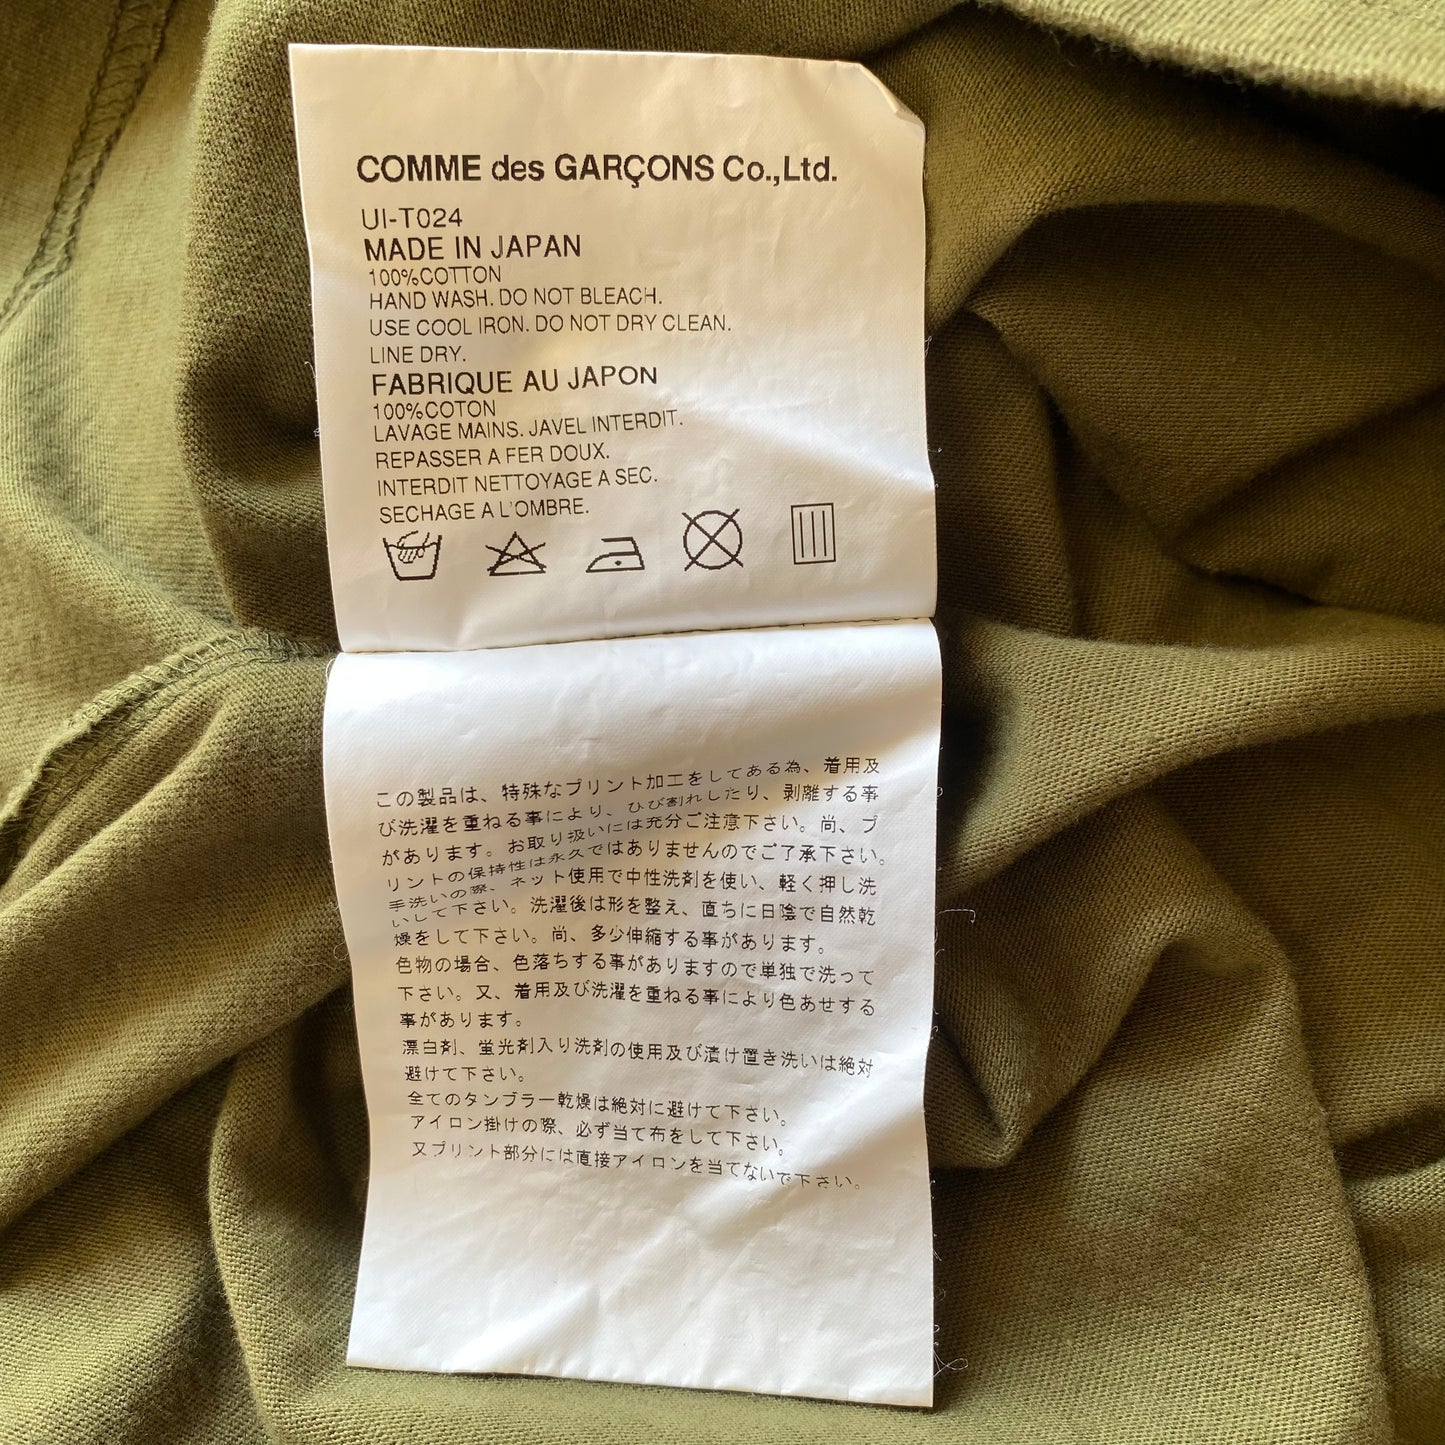 COMME des GARÇONS Co.,Ltd.
UI-T024
MADE IN JAPAN
100%COTTON
HAND WASH. DO NOT BLEACH.
USE COOL IRON. DO NOT DRY CLEAN.
LINE DRY.
FABRIQUE AU JAPON
100%COTON
LAVAGE MAINS. JAVEL INTERDIT.
REPASSER A FER DOUX.
INTERDIT NETTOYAGE A SEC.
SECHAGE A L'OMBRE.
この製品は、特殊なプリント加工をしてある為、着用及
び洗濯を重ねる事により、ひび割れしたり、剥離する事
があります。お取り扱いには充分ご注意下さい。尚、プ
リントの保持性は永久ではありませんのでご了承下さい。
手洗いの際、ネット使用で中性洗剤を使い、軽く押し洗
いして下さい。洗濯後は形を整え、直ちに日陰で自然乾
燥をして下さい。尚、多少伸縮する事があります。
色物の場合、色落ちする事がありますので単独で洗って
下さい。又、着用及び洗濯を重ねる事により色あせする
事があります。
漂白剤、蛍光剤入り洗剤の使用及び漬け置き洗いは絶対
避けて下さい。
全てのタンブラー乾燥は絶対に避けて下さい。
アイロン掛けの際、必ず当て布をして下さい。
又プリント部分には直接アイロンを当てないで下さい。